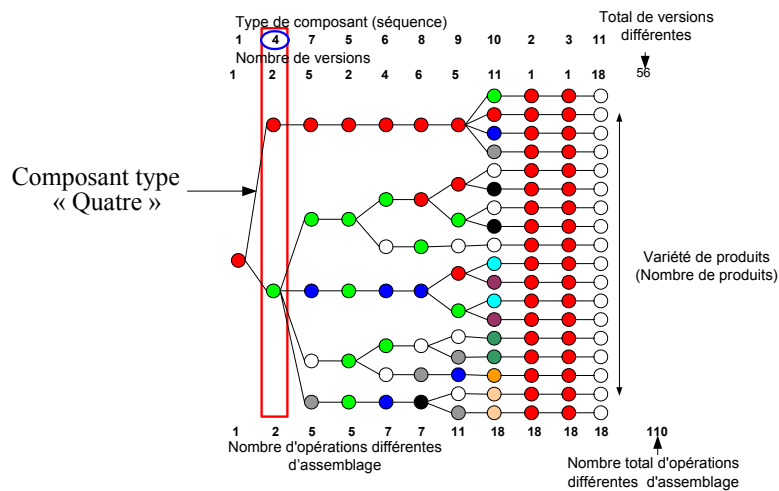 Type de composant (séquence)
1 4 7 5 6 8 9 10 2 3 11
Nombre de versions
1 2 5 2 4 6 5 11 1 1 18
Total de versions
différentes
56
Composant type
« Quatre »
Variété de produits
(Nombre de produits)
1 2 5 5 7 7 11 18 18 18 18 110
Nombre d'opérations différentes
d'assemblage
Nombre total d'opérations
différentes d'assemblage